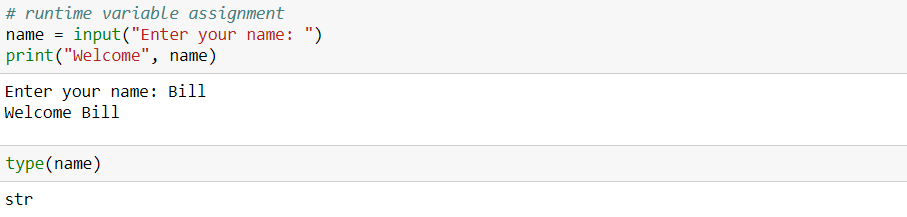 # runtime variable assignment
name = input("Enter your name: ")
print("Welcome", name)
Enter your name: Bill
Welcome Bill
type(name)
str